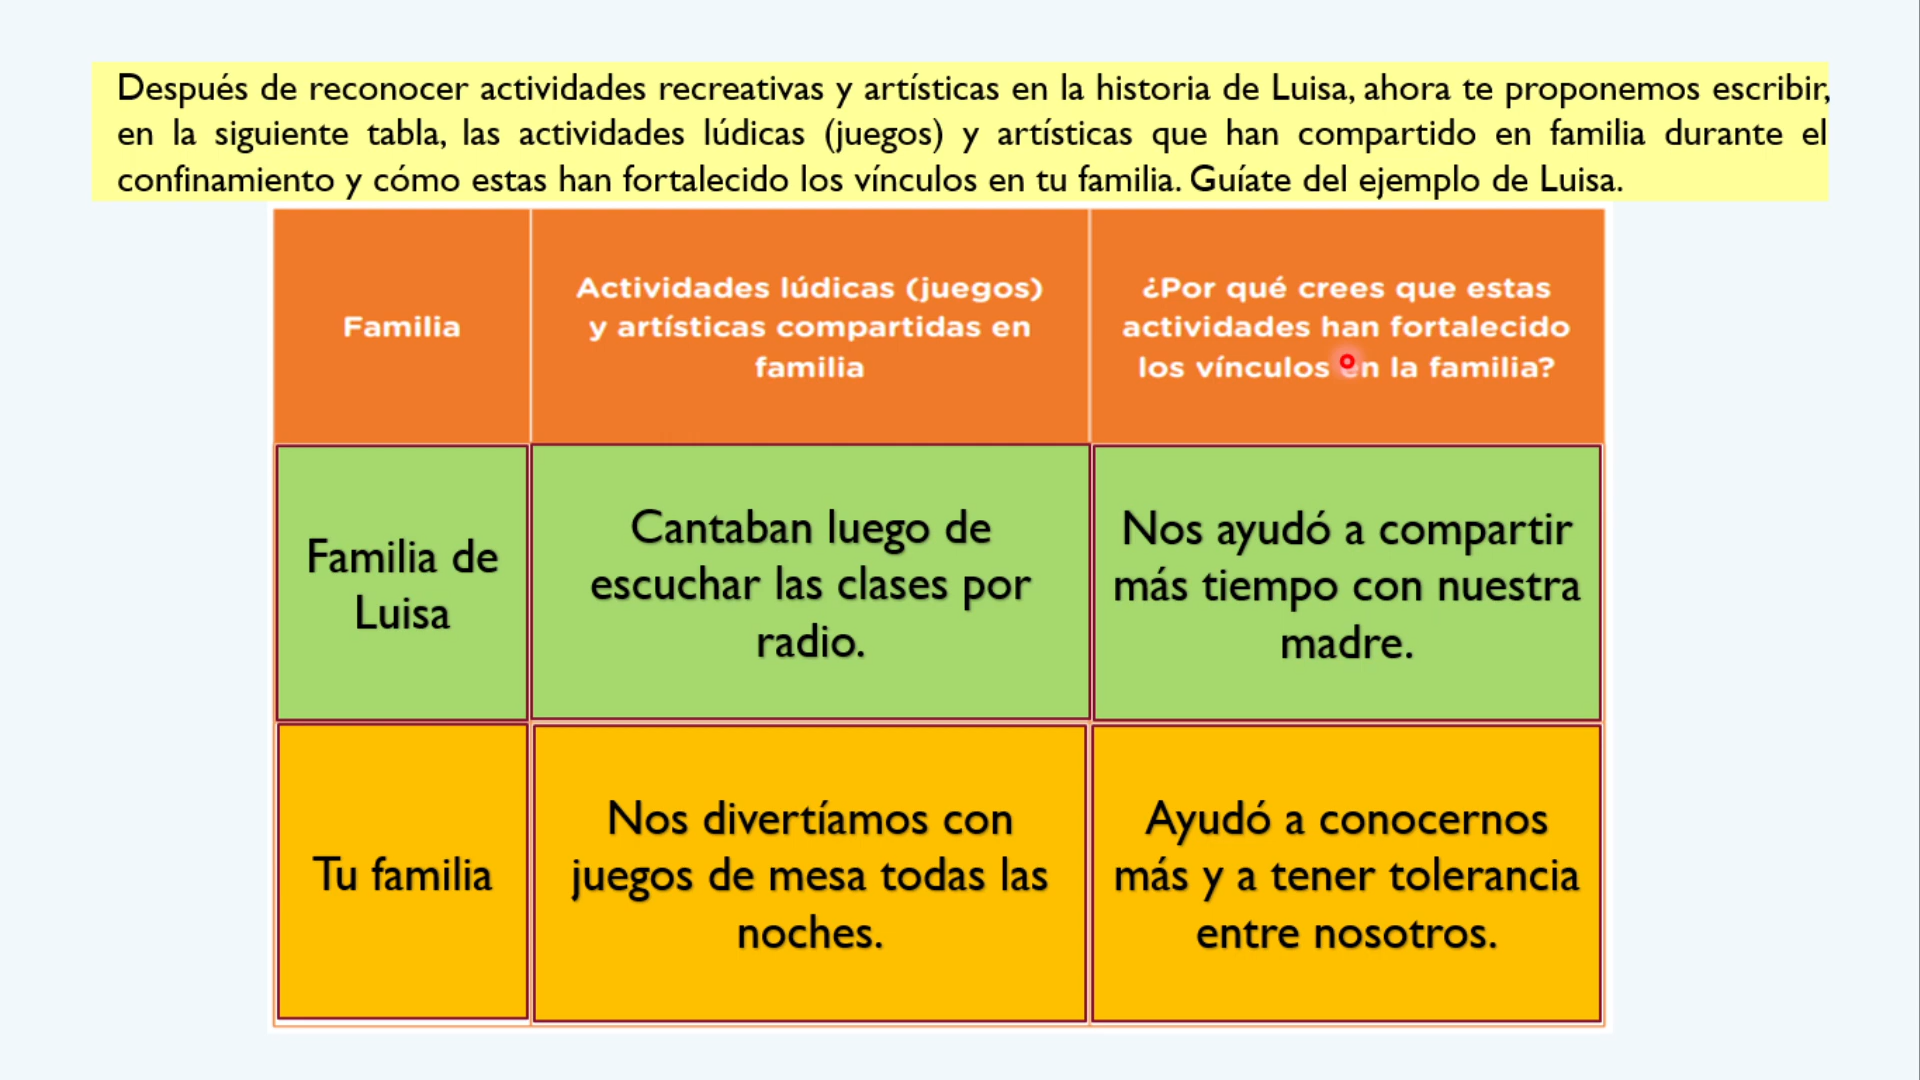 Después de reconocer actividades recreativas y artísticas en la historia de Luisa, ahora te proponemos escribir,
en la siguiente tabla, las actividades lúdicas (juegos) y artísticas que han compartido en familia durante el
confinamiento y cómo estas han fortalecido los vínculos en tu familia. Guíate del ejemplo de Luisa.
Familia
Actividades lúdicas (juegos)
y artísticas compartidas en
familia
¿Por qué crees que estas
actividades han fortalecido
los vínculos en la familia?
Familia de
Luisa
Cantaban luego de
escuchar las clases por
radio.
Nos ayudó a compartir
más tiempo con nuestra
madre.
Tu familia
Nos divertíamos con
juegos de mesa todas las
noches.
Ayudó a conocernos
más y a tener tolerancia
entre nosotros.